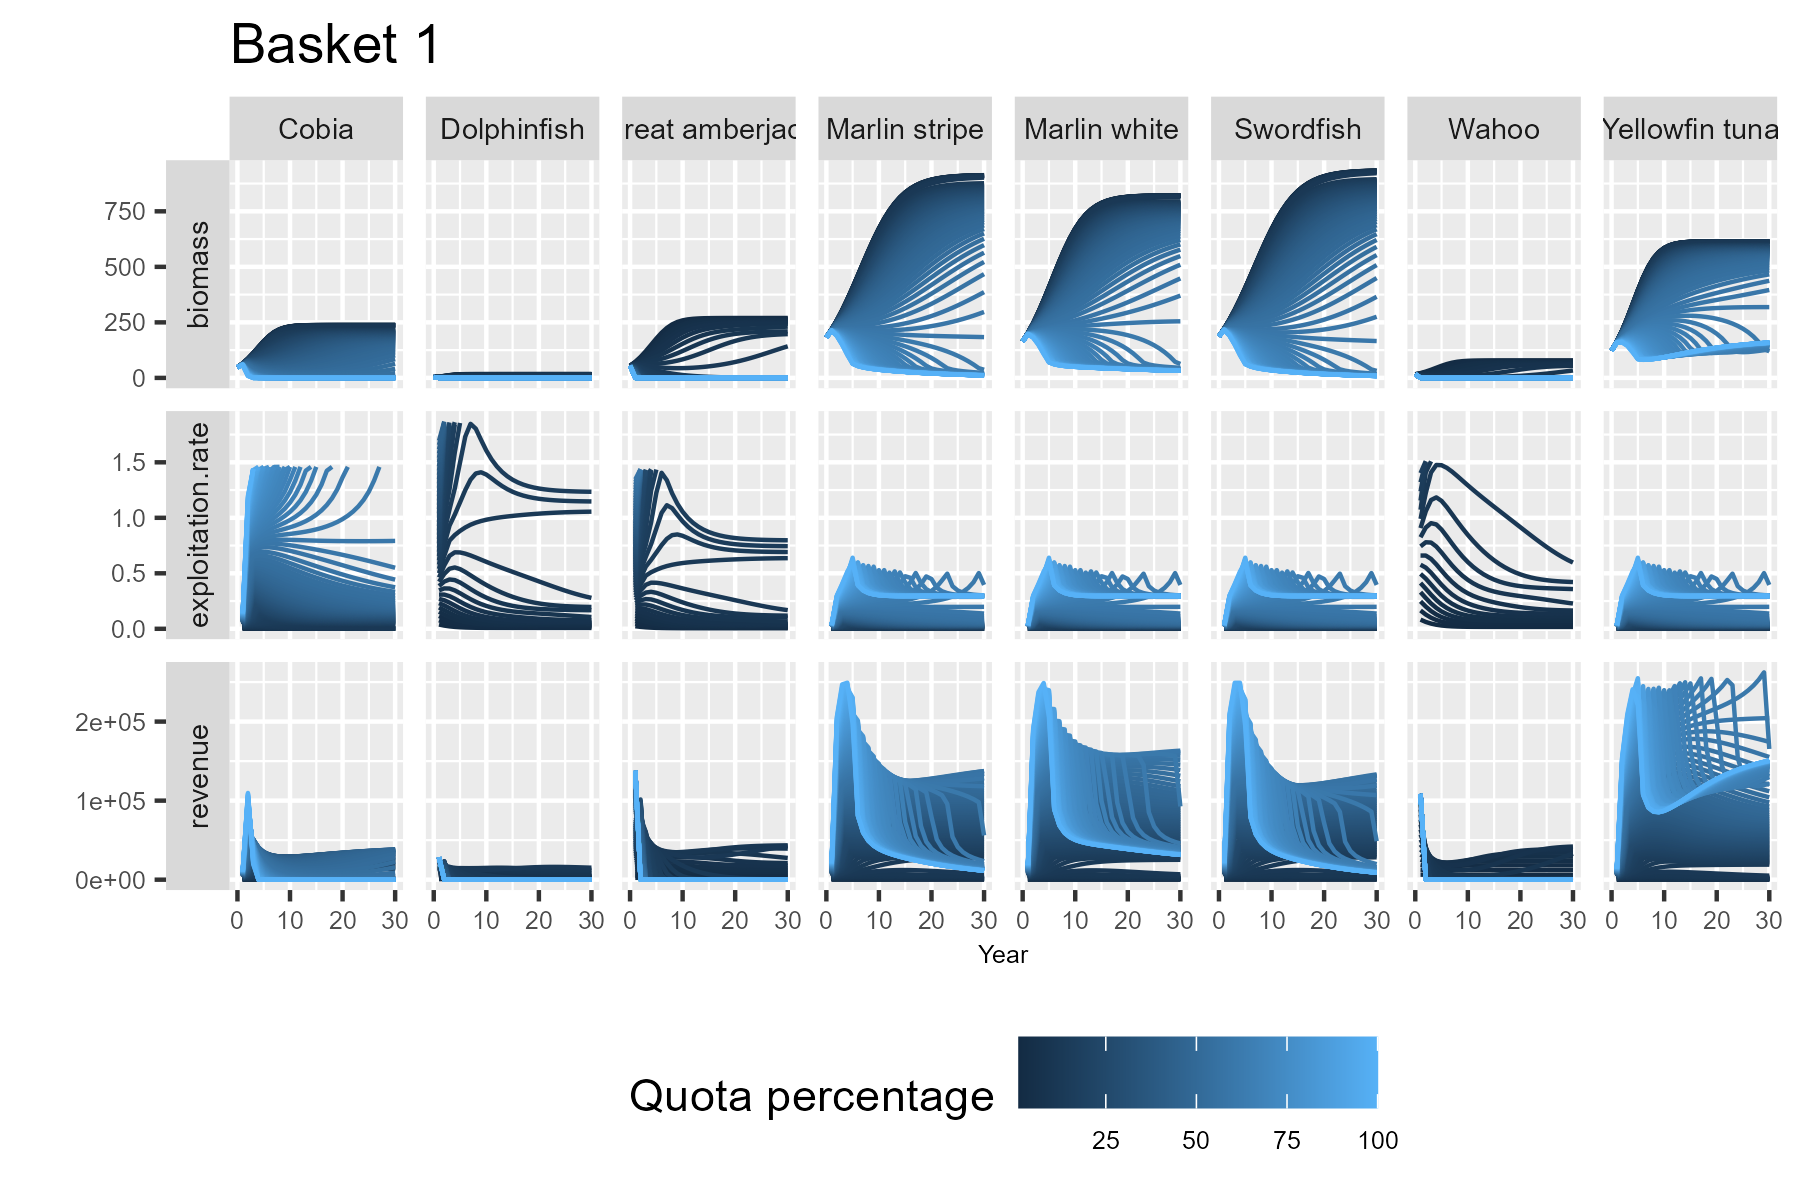 Basket 1
Cobia Dolphinfish reat amberjac Marlin stripe Marlin white Swordfish Wahoo Yellowfin tuna
biomass
750
500
250
0
exploitation.rate
1.5
1.0
0.5
0.0
revenue
2e+05
1e+05
0e+00
0 10 20 30 0 10 20 30 0 10 20 30 0 10 20 30 0 10 20 30 0 10 20 30 0 10 20 30 0 10 20 30
Year
Quota percentage
25 50 75 100